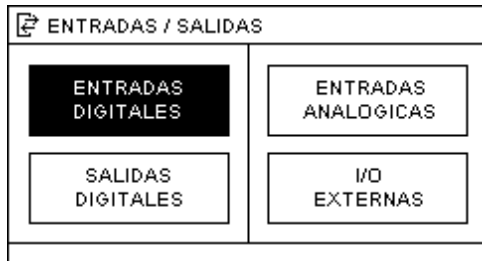 ENTRADAS / SALIDAS
ENTRADAS
DIGITALES
ENTRADAS
ANALOGICAS
SALIDAS
DIGITALES
I/O
EXTERNAS